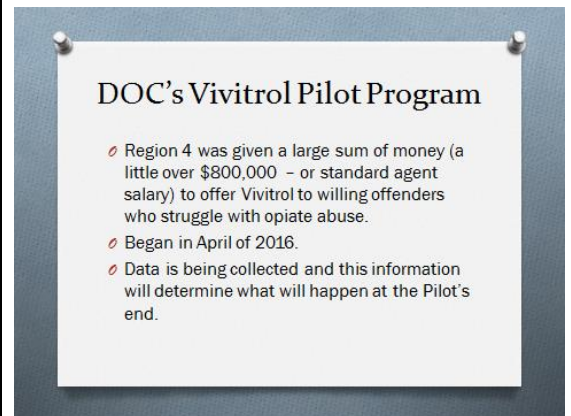 DOC's Vivitrol Pilot Program
Region 4 was given a large sum of money (a
little over $800,000 – or standard agent
salary) to offer Vivitrol to willing offenders
who struggle with opiate abuse.
Began in April of 2016.
Data is being collected and this information
will determine what will happen at the Pilot's
end.